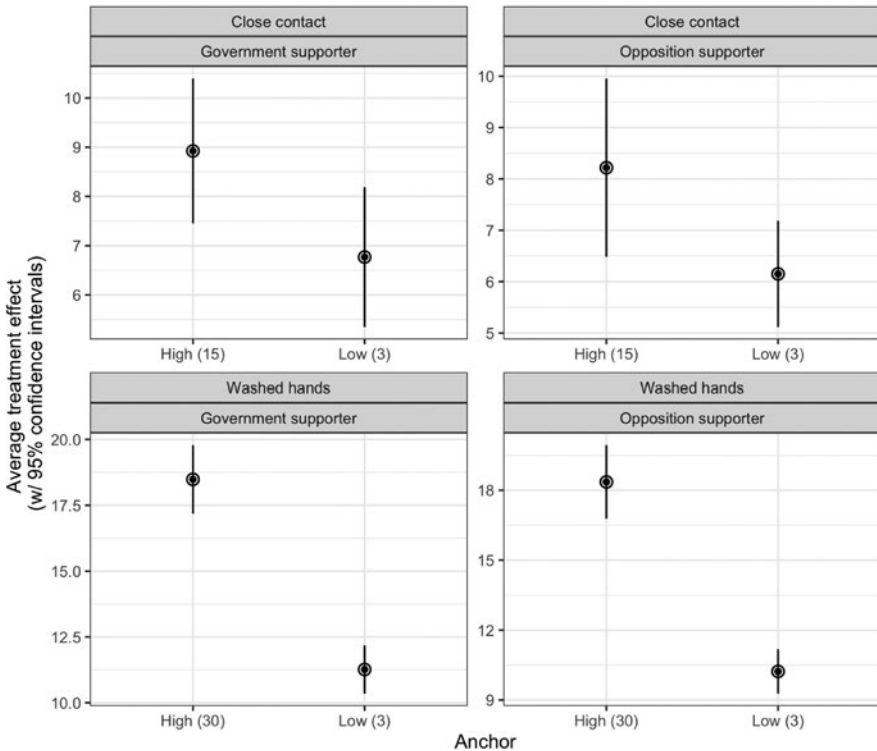 Close contact
Government supporter
Close contact
Opposition supporter
10
9
8
7
6
High (15)
Low (3)
10
9
8
7
6
5
High (15)
Low (3)
Average treatment effect
(w/ 95% confidence intervals)
Washed hands
Government supporter
Washed hands
Opposition supporter
20.0
17.5
15.0
12.5
10.0
High (30)
Low (3)
18
15
12
9
High (30)
Low (3)
Anchor